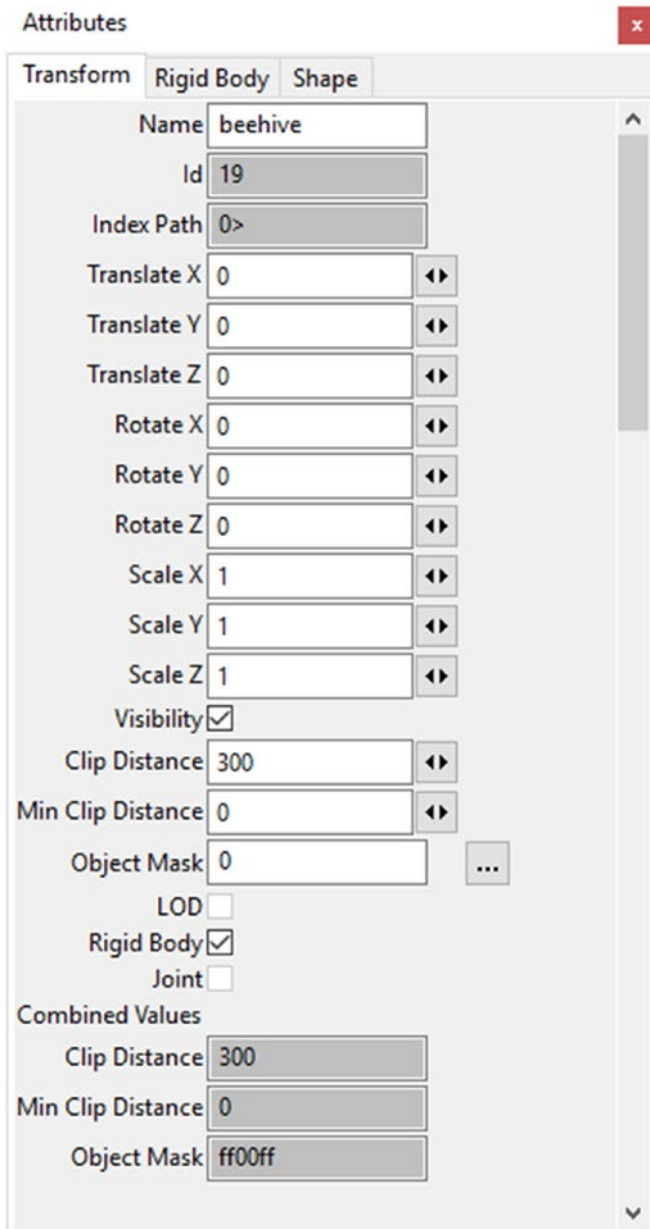 Attributes
x
Transform Rigid Body Shape
Name beehive
Id 19
Index Path 0>
Translate X 0
Translate Y 0
Translate Z 0
Rotate X 0
Rotate Y 0
Rotate Z 0
Scale X 1
Scale Y 1
Scale Z 1
Visibility
Clip Distance 300
Min Clip Distance 0
Object Mask 0 ...
LOD
Rigid Body
Joint
Combined Values
Clip Distance 300
Min Clip Distance 0
Object Mask ff00ff